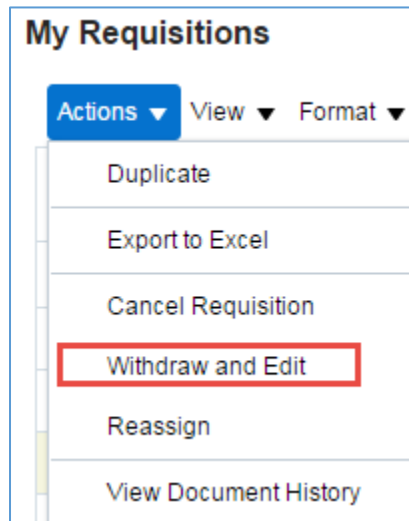 My Requisitions
Actions View Format
Duplicate
Export to Excel
Cancel Requisition
Withdraw and Edit
Reassign
View Document History